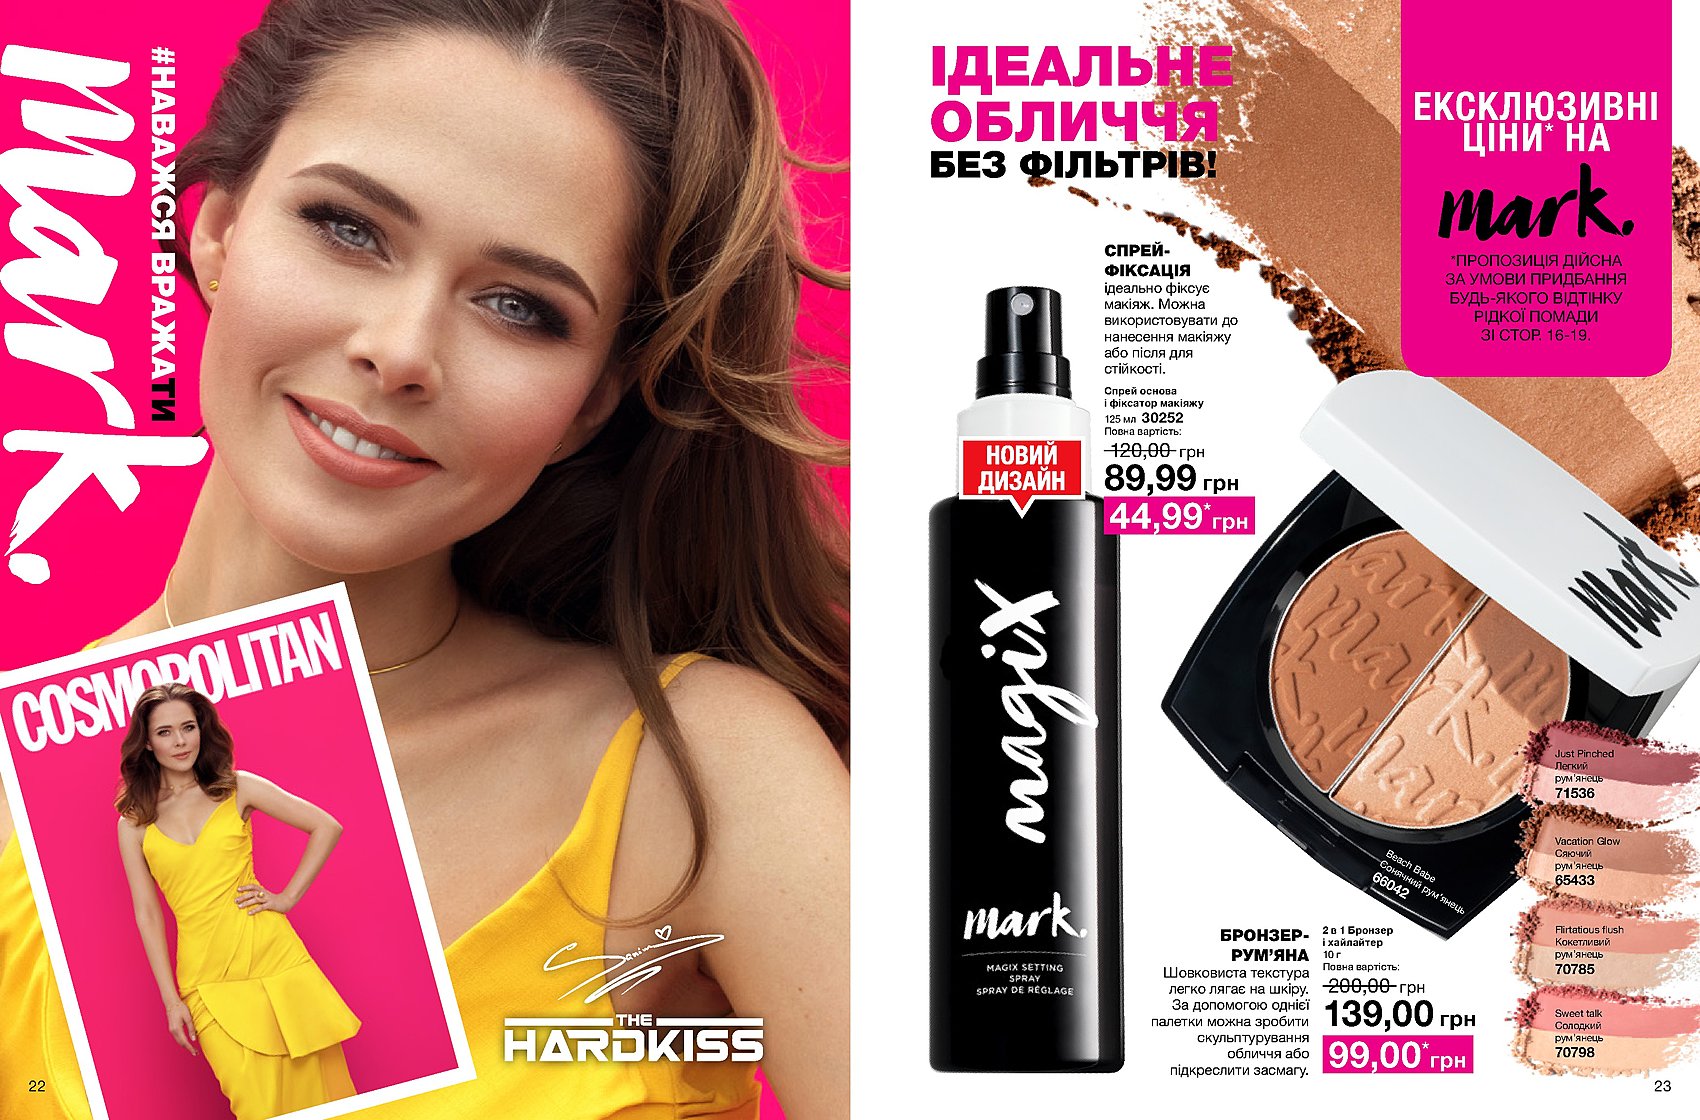 mark.
#НАВАЖСЯ ВРАЖАТИ
COSMOPOLITAN
THE
HARDKISS
22
ІДЕАЛЬНЕ
ОБЛИЧЧЯ
БЕЗ ФІЛЬТРІВ!
ЕКСКЛЮЗИВНІ
ЦІНИ* НА
mark.
*ПРОПОЗИЦІЯ ДІЙСНА
ЗА УМОВИ ПРИДБАННЯ
БУДЬ-ЯКОГО ВІДТІНКУ
РІДКОЇ ПОМАДИ
ЗІ СТОР. 16-19.
СПРЕЙ-
ФІКСАЦІЯ
ідеально фіксує
макіяж. Можна
використовувати до
нанесення макіяжу
або після для
стійкості.
Спрей основа
і фіксатор макіяжу
125 мл 30252
Повна вартість:
120,00 грн
89,99 грн
44,99* грн
НОВИЙ
ДИЗАЙН
magix
mark.
MAGIX SETTING
SPRAY
SPRAY DE RÉGLAGE
mark.
Beach Babe
Сонячний рум'янець
66042
Just Pinched
Легкий
рум'янець
71536
Vacation Glow
Сяючий
рум'янець
65433
Flirtatious flush
Кокетливий
рум'янець
70785
Sweet talk
Солодкий
рум'янець
70798
БРОНЗЕР-
РУМ'ЯНА
Шовковиста текстура
легко лягає на шкіру.
За допомогою однієї
палетки можна зробити
скульптурування
обличчя або
підкреслити засмагу.
2 в 1 Бронзер
і хайлайтер
10 г
Повна вартість:
200,00 грн
139,00 грн
99,00* грн
23